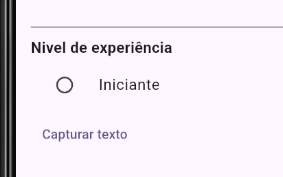 Nivel de experiência
Iniciante
Capturar texto